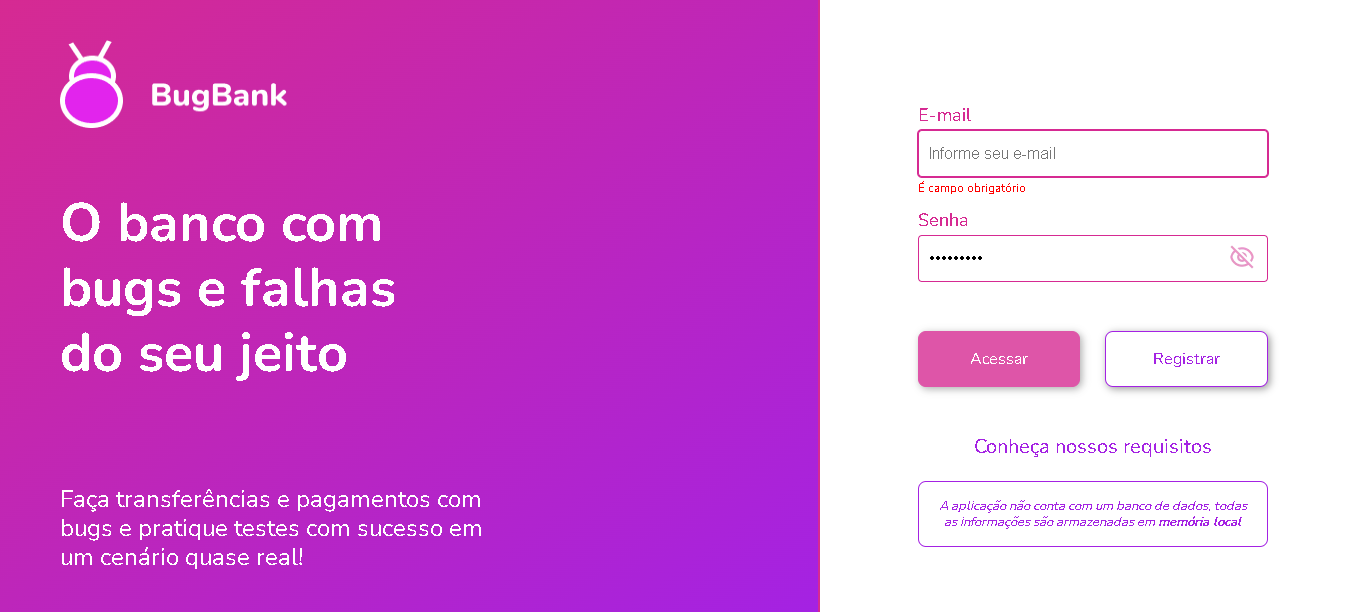 BugBank
O banco com
bugs e falhas
do seu jeito
Faça transferências e pagamentos com
bugs e pratique testes com sucesso em
um cenário quase real!
E-mail
Informe seu e-mail
É campo obrigatório
Senha
•••••••••
Acessar
Registrar
Conheça nossos requisitos
A aplicação não conta com um banco de dados, todas
as informações são armazenadas em memória local